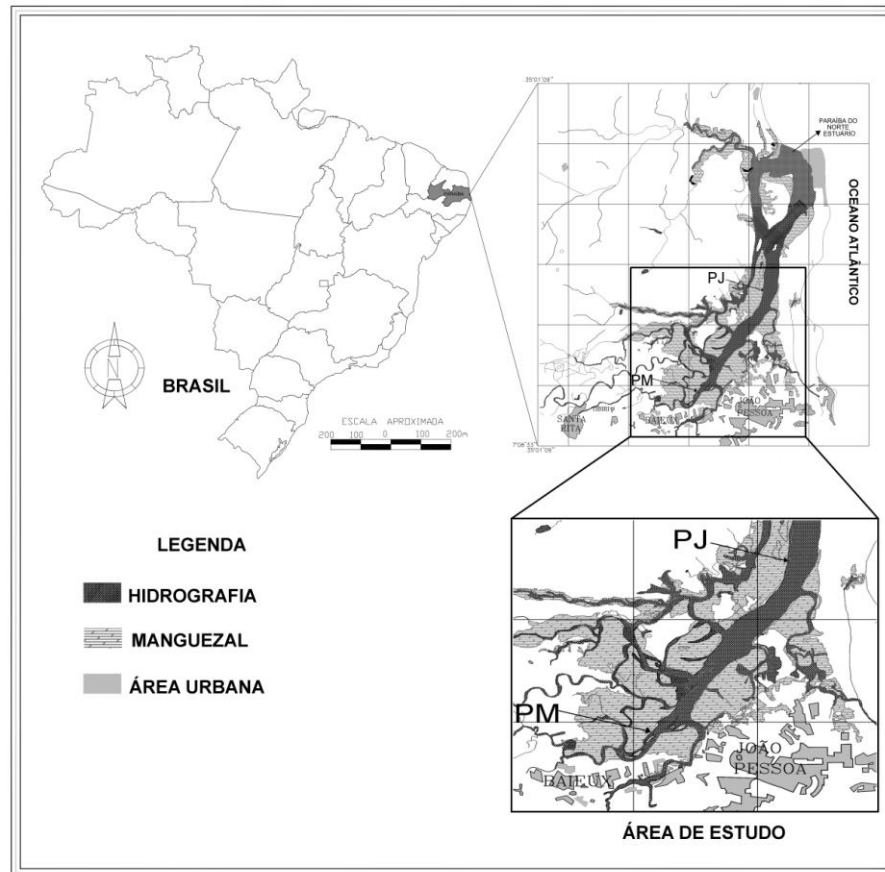 35°01'09"
PARAÍBA DO
NORTE
ESTUÁRIO
OCEANO ATLÂNTICO
PJ
PM
JOÃO
PESSOA
SANTA
RITA
BAIEUX
7°08'53"
35°01'09"
N
BRASIL
ESCALA APROXIMADA
200 100 0 100 200m
LEGENDA
HIDROGRAFIA
MANGUEZAL
ÁREA URBANA
PJ
PM
JOÃO
PESSOA
BAIEUX
ÁREA DE ESTUDO